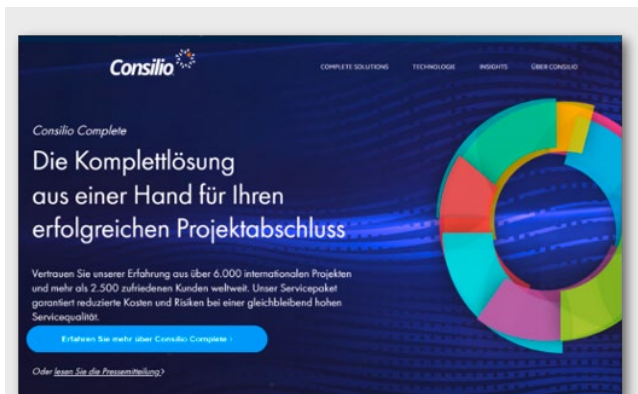 Consilio
COMPLETE SOLUTIONS TECHNOLOGIE INSIGHTS ÜBER CONSILIO
Consilio Complete
Die Komplettlösung
aus einer Hand für Ihren
erfolgreichen Projektabschluss
Vertrauen Sie unserer Erfahrung aus über 6.000 internationalen Projekten
und mehr als 2.500 zufriedenen Kunden weltweit. Unser Servicepaket
garantiert reduzierte Kosten und Risiken bei einer gleichbleibend hohen
Servicequalität.
Erfahren Sie mehr über Consilio Complete ›
Oder lesen Sie die Pressemitteilung >